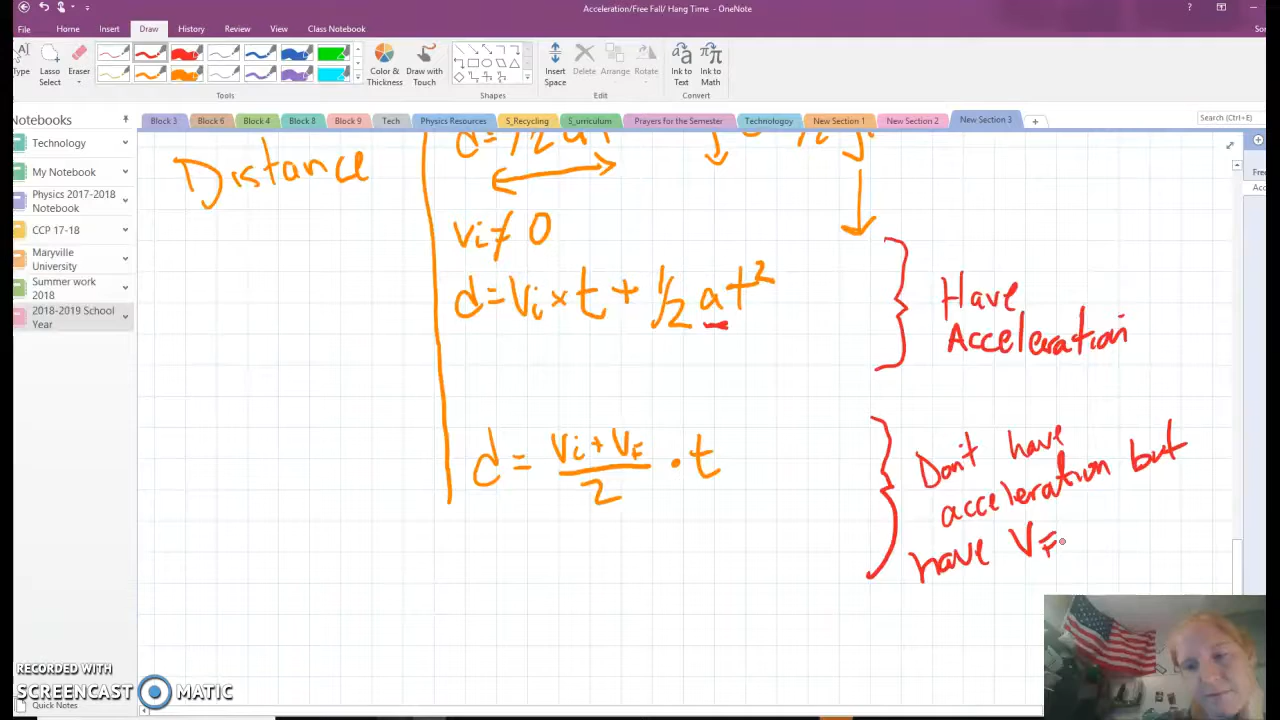 Acceleration/Free Fall/ Hang Time - OneNote
File Home Insert Draw History Review View Class Notebook
Type Lasso Select Eraser Color & Thickness Draw with Touch Insert Space Delete Arrange Rotate Ink to Text Ink to Math
Tools Shapes Edit Convert
Notebooks
Block 3 Block 6 Block 4 Block 8 Block 9 Tech Physics Resources S_Recycling S_urriculum Prayers for the Semester Technologoy New Section 1 New Section 2 New Section 3
Search (Ctrl+E)
Technology
My Notebook
Physics 2017-2018
Notebook
CCP 17-18
Maryville
University
Summer work
2018
2018-2019 School
Year
Quick Notes
Distance
vi ≠ 0
d = Vi × t + 1/2 at²
d = Vi + VF / 2 • t
Have
Acceleration
Don't have
acceleration but
have VF
RECORDED WITH
SCREENCAST MATIC